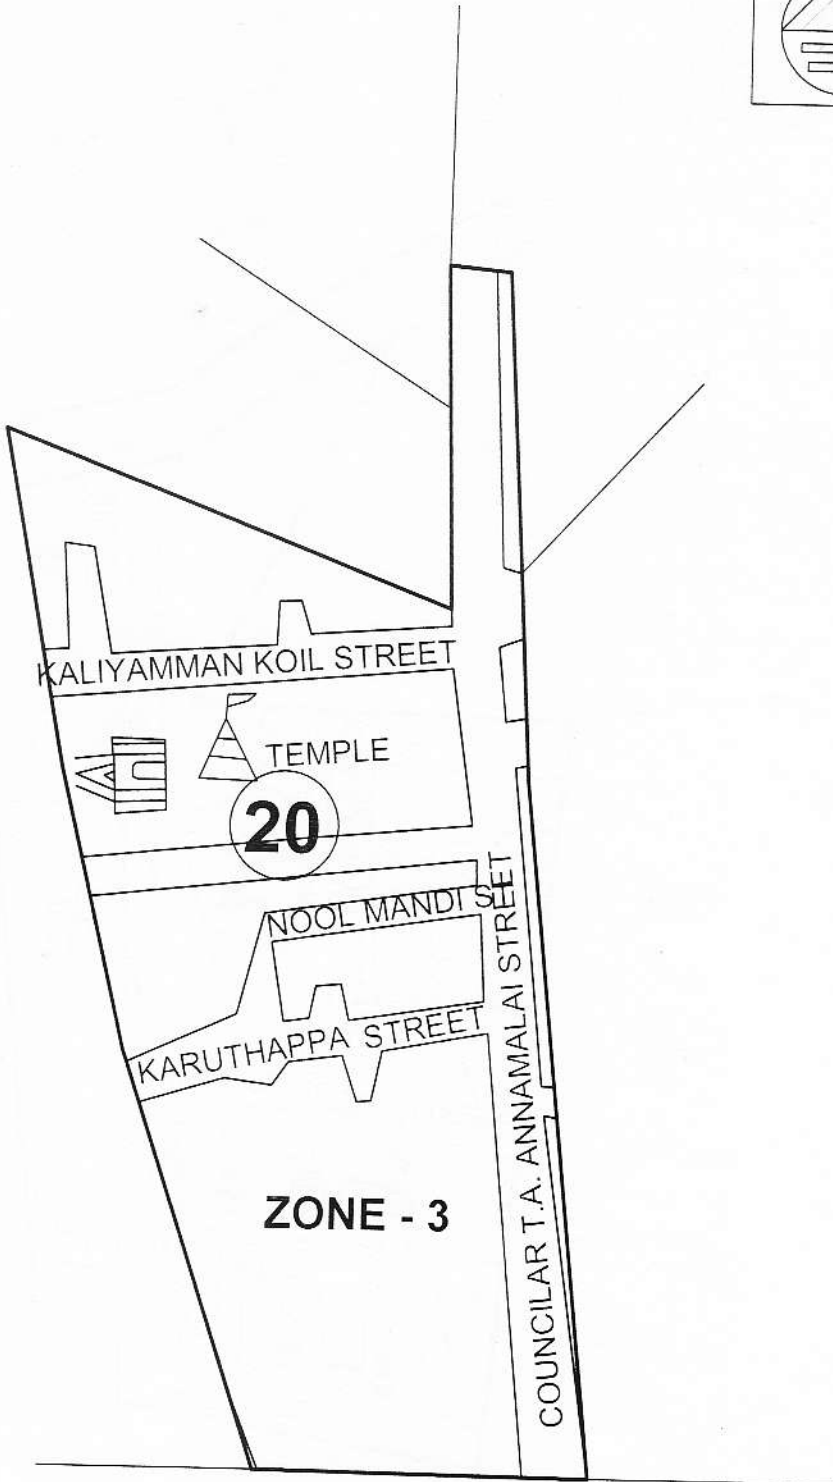 KALIYAMMAN KOIL STREET
TEMPLE
20
NOOL MANDI ST
KARUTHAPPA STREET
COUNCILAR T.A. ANNAMALAI STREET
ZONE - 3